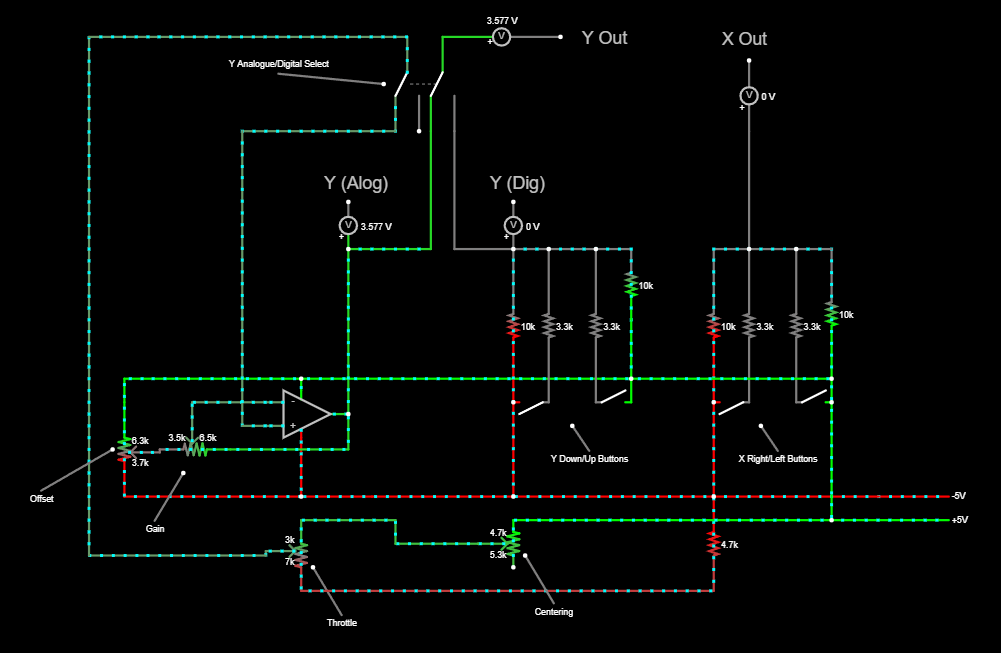 3.577 V
V
+
Y Out
X Out
Y Analogue/Digital Select
V
0 V
+
Y (Alog)
Y (Dig)
V
3.577 V
+
V
0 V
+
10k
10k
10k
3.3k
3.3k
10k
3.3k
3.3k
-
+
6.3k
3.7k
3.5k
6.5k
Y Down/Up Buttons
X Right/Left Buttons
Offset
Gain
-5V
+5V
3k
7k
4.7k
5.3k
4.7k
Centering
Throttle